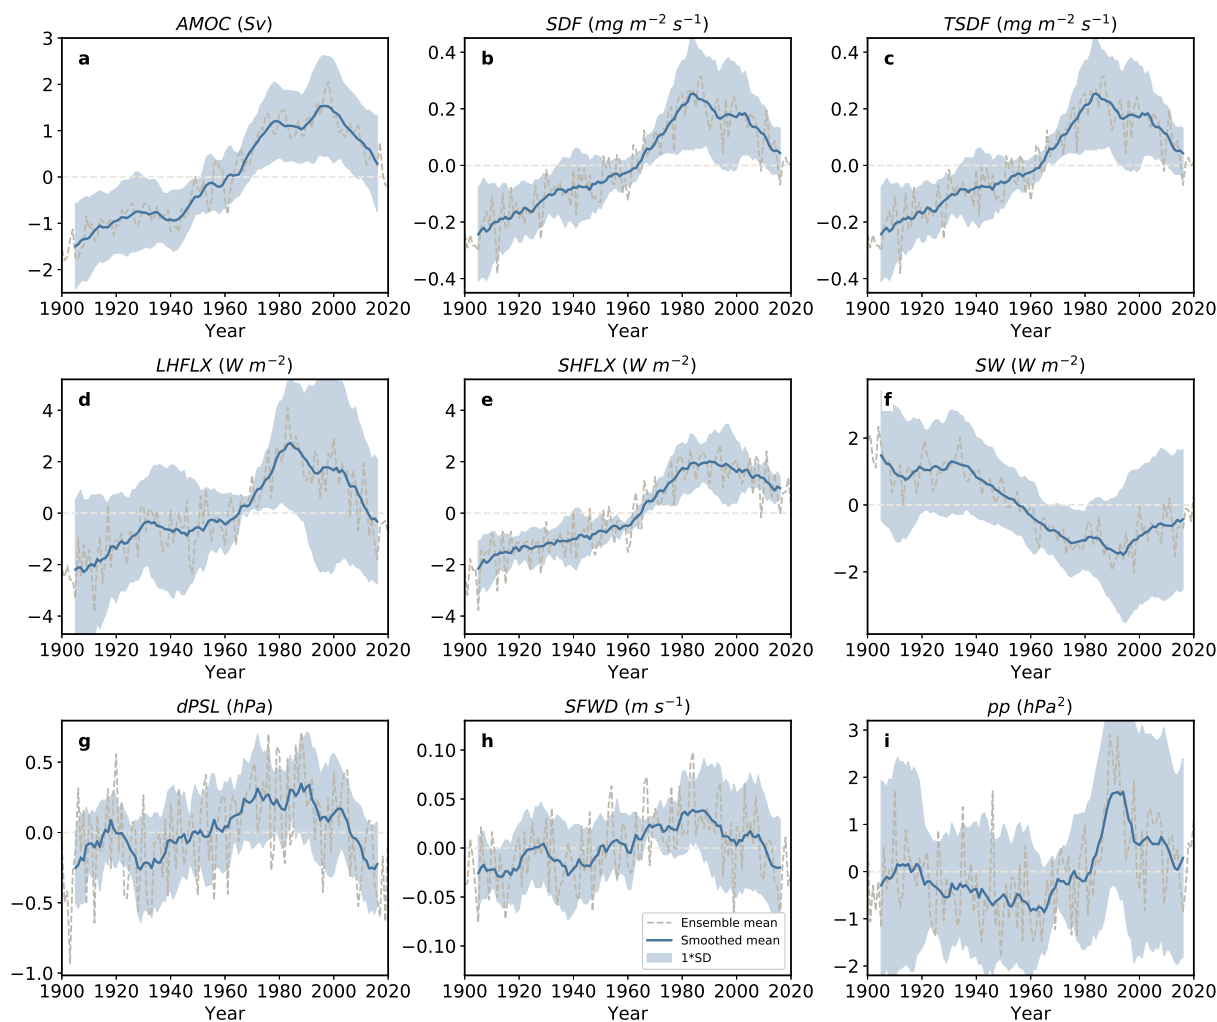 AMOC (Sv)
a
3
2
1
0
−1
−2
1900 1920 1940 1960 1980 2000 2020
Year
SDF (mg m−2 s−1)
b
0.4
0.2
0.0
−0.2
−0.4
1900 1920 1940 1960 1980 2000 2020
Year
TSDF (mg m−2 s−1)
c
0.4
0.2
0.0
−0.2
−0.4
1900 1920 1940 1960 1980 2000 2020
Year
LHFLX (W m−2)
d
4
2
0
−2
−4
1900 1920 1940 1960 1980 2000 2020
Year
SHFLX (W m−2)
e
4
2
0
−2
−4
1900 1920 1940 1960 1980 2000 2020
Year
SW (W m−2)
f
2
0
−2
1900 1920 1940 1960 1980 2000 2020
Year
dPSL (hPa)
g
0.5
0.0
−0.5
−1.0
1900 1920 1940 1960 1980 2000 2020
Year
SFWD (m s−1)
h
0.10
0.05
0.00
−0.05
−0.10
Ensemble mean
Smoothed mean
1*SD
1900 1920 1940 1960 1980 2000 2020
Year
pp (hPa2)
i
3
2
1
0
−1
−2
1900 1920 1940 1960 1980 2000 2020
Year